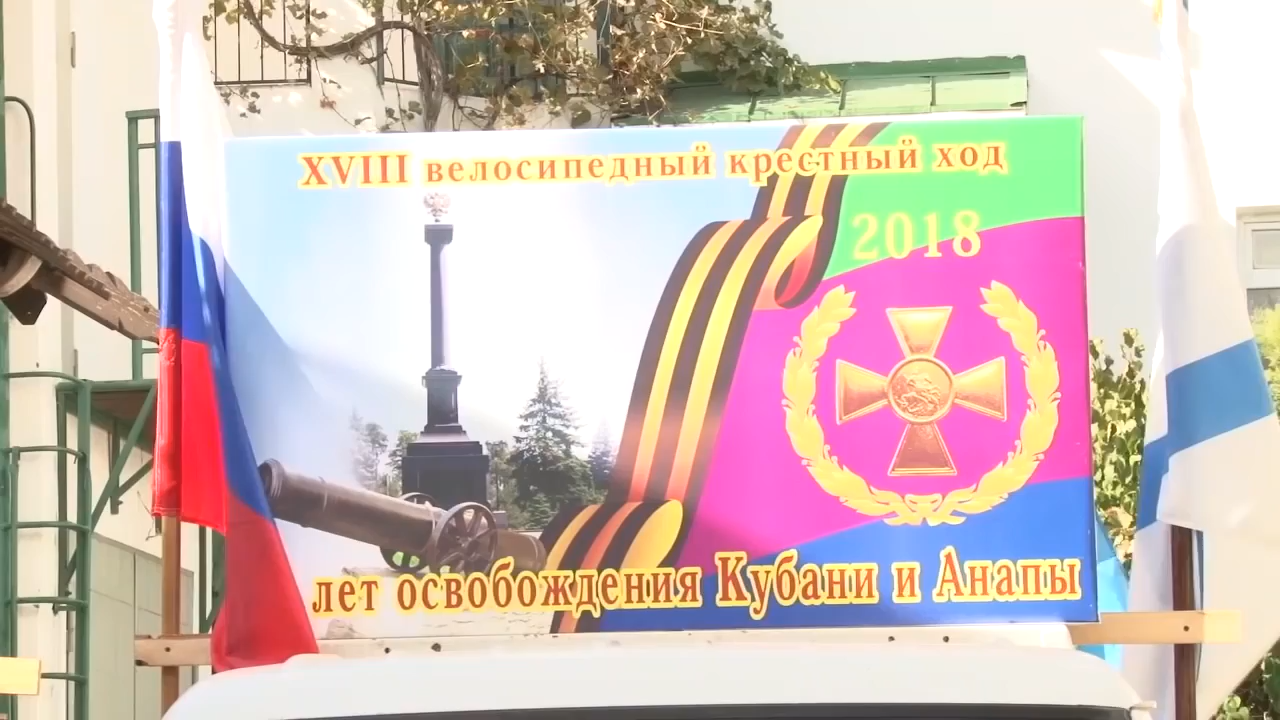 XVIII велосипедный крестный ход
2018
лет освобождения Кубани и Анапы